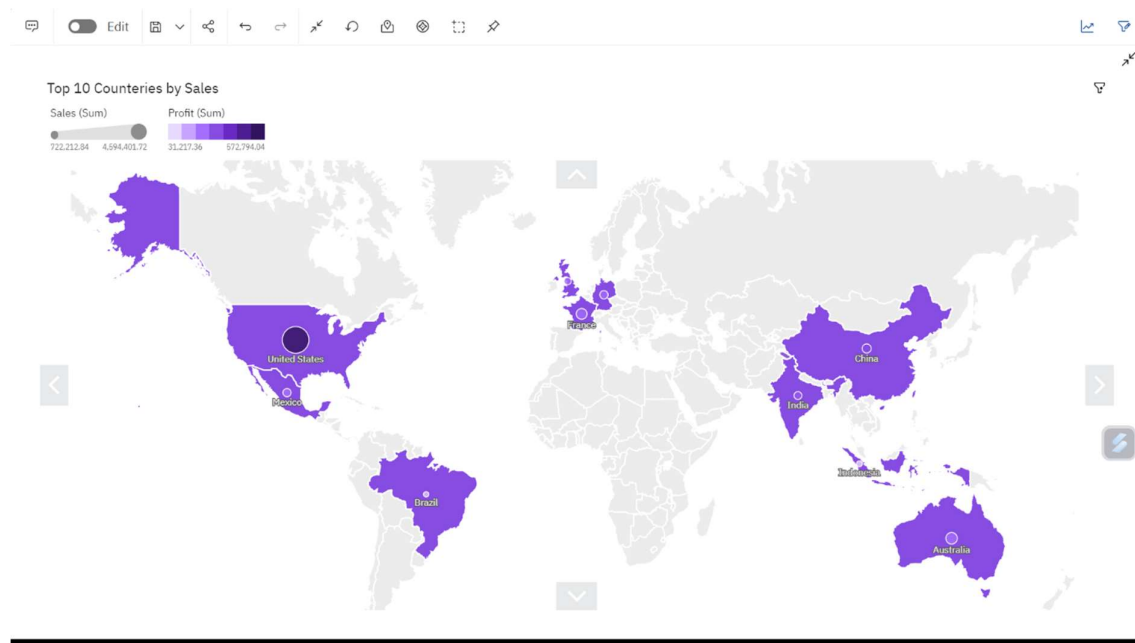 Edit
Top 10 Counteries by Sales
Sales (Sum)
Profit (Sum)
722,212.84
4,594,401.72
31,217.36
572,794.04
France
United States
China
Mexico
India
Indonesia
Brazil
Australia